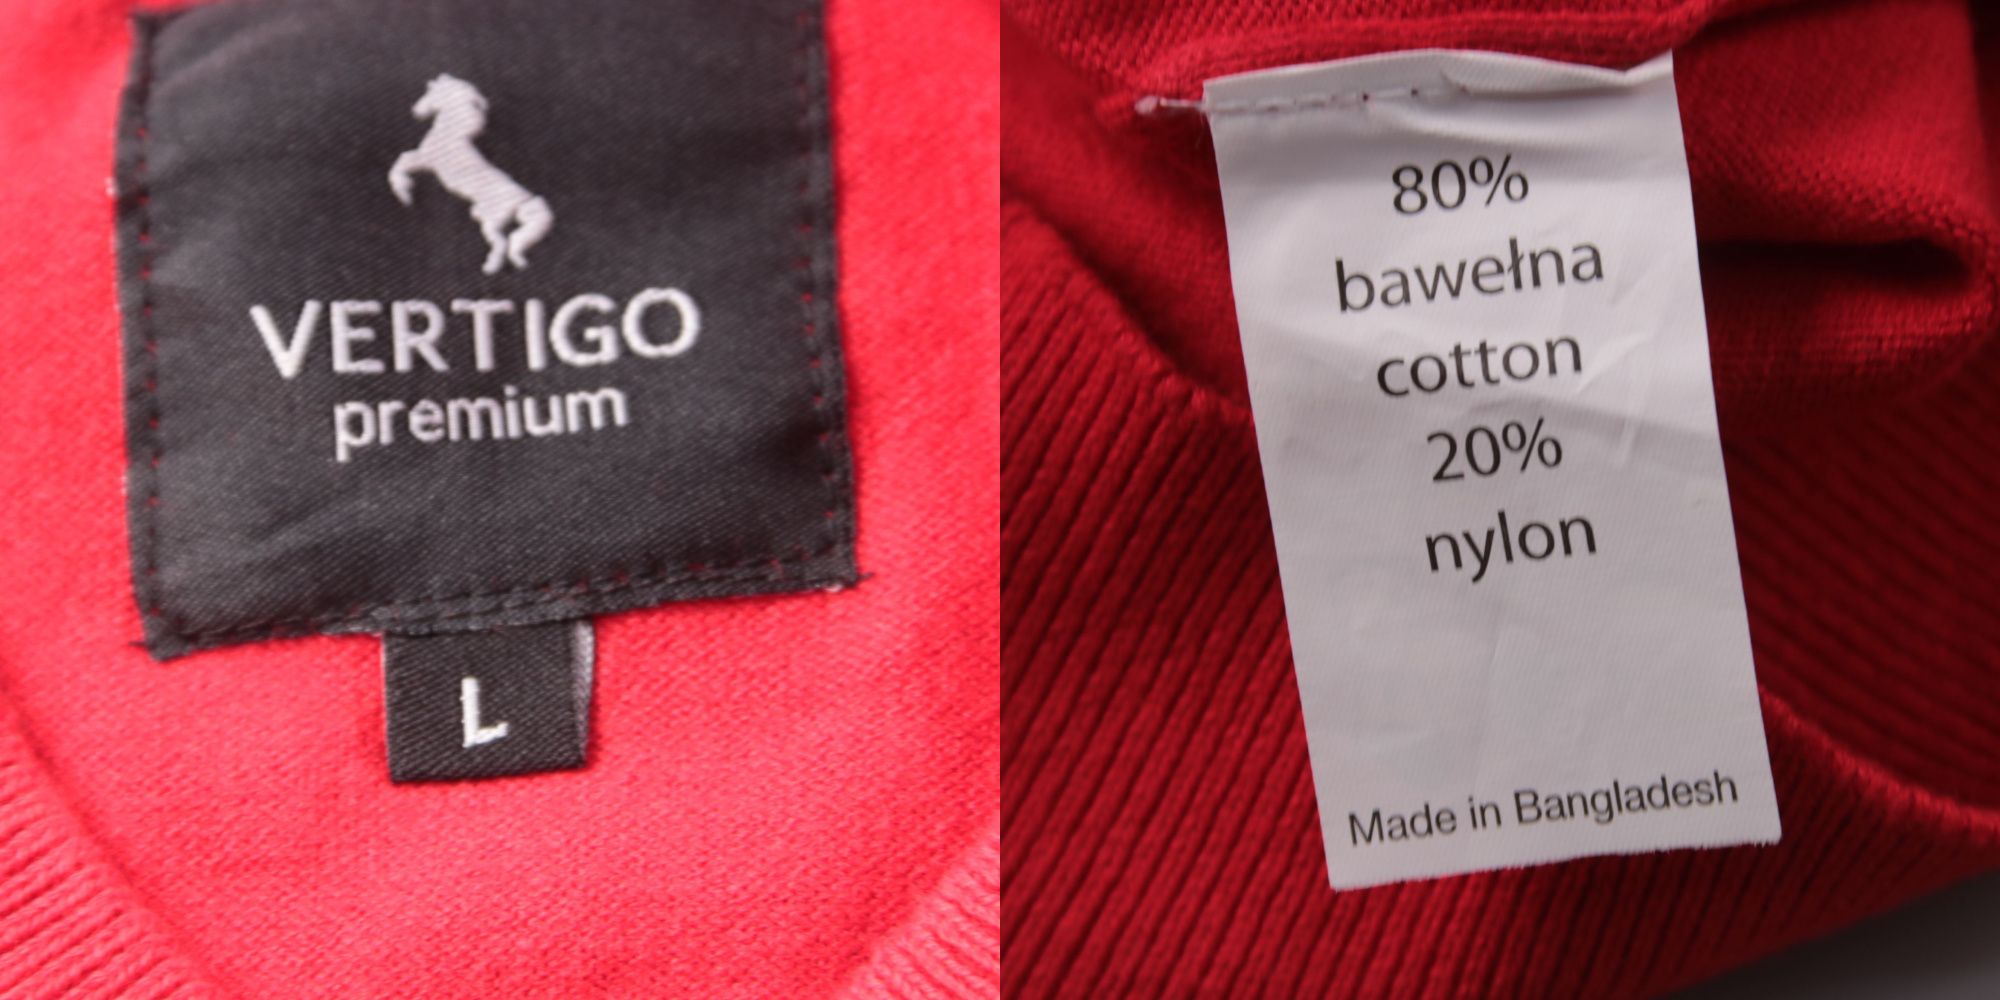 VERTIGO
premium
L
80%
bawełna
cotton
20%
nylon
Made in Bangladesh